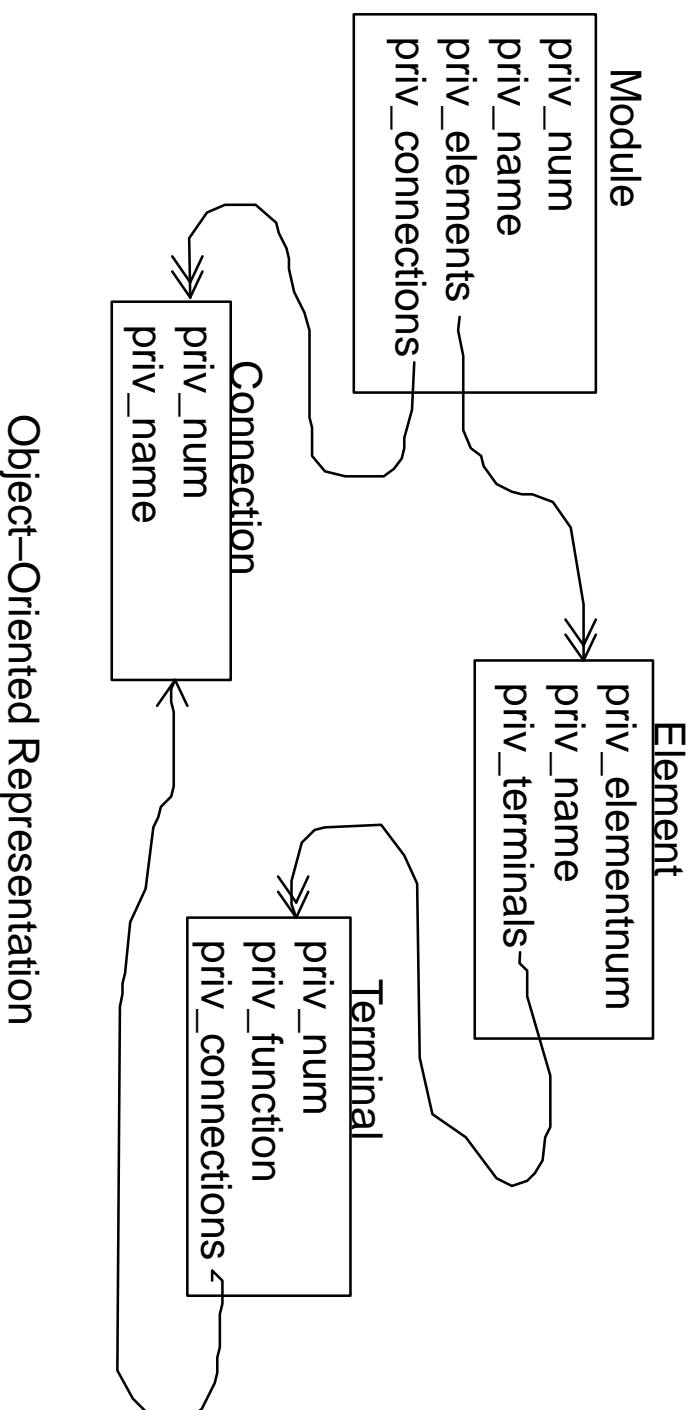 Module
priv_num
priv_name
priv_elements
priv_connections
Element
priv_elementnum
priv_name
priv_terminals
Connection
priv_num
priv_name
Terminal
priv_num
priv_function
priv_connections
Object–Oriented Representation